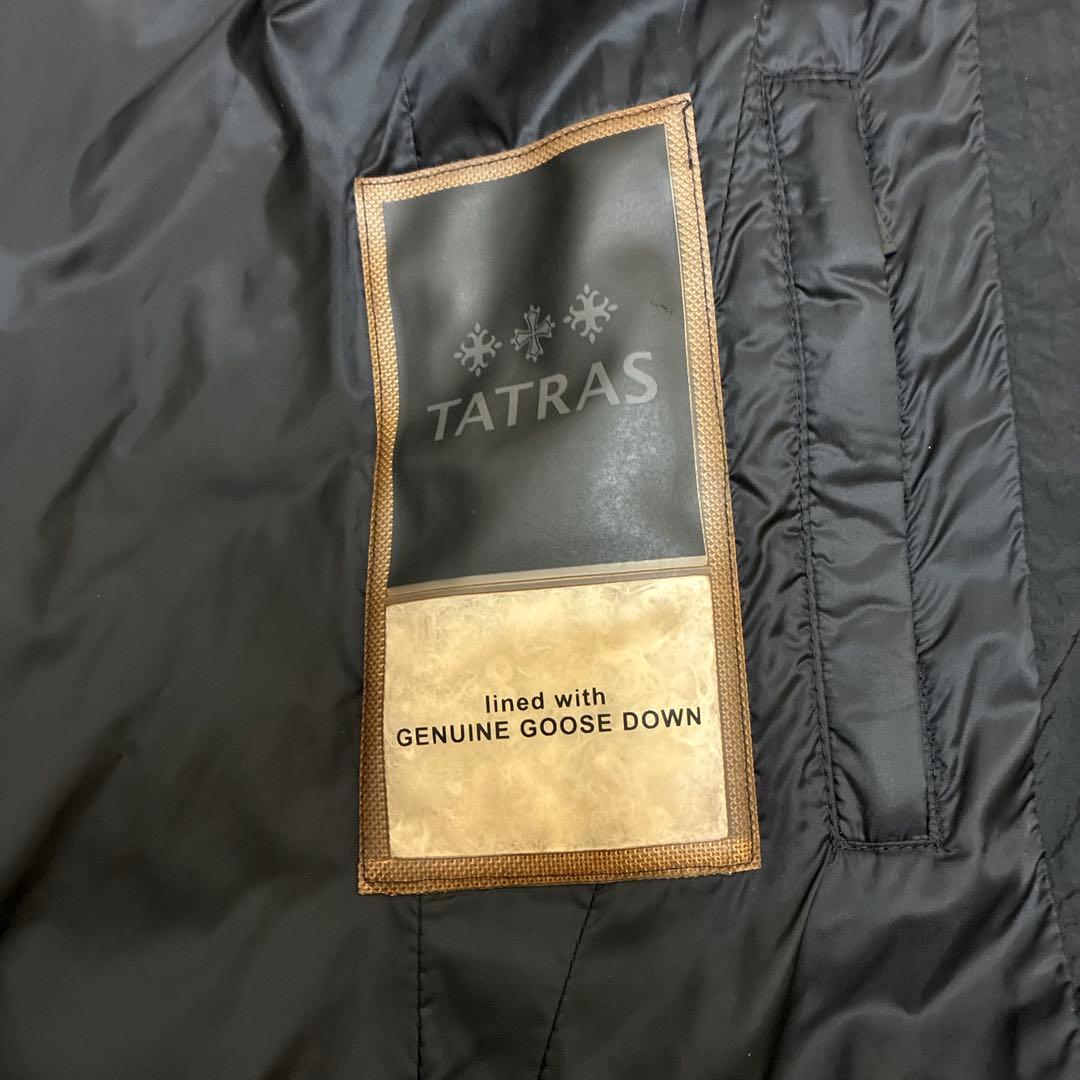 TATRAS
lined with
GENUINE GOOSE DOWN